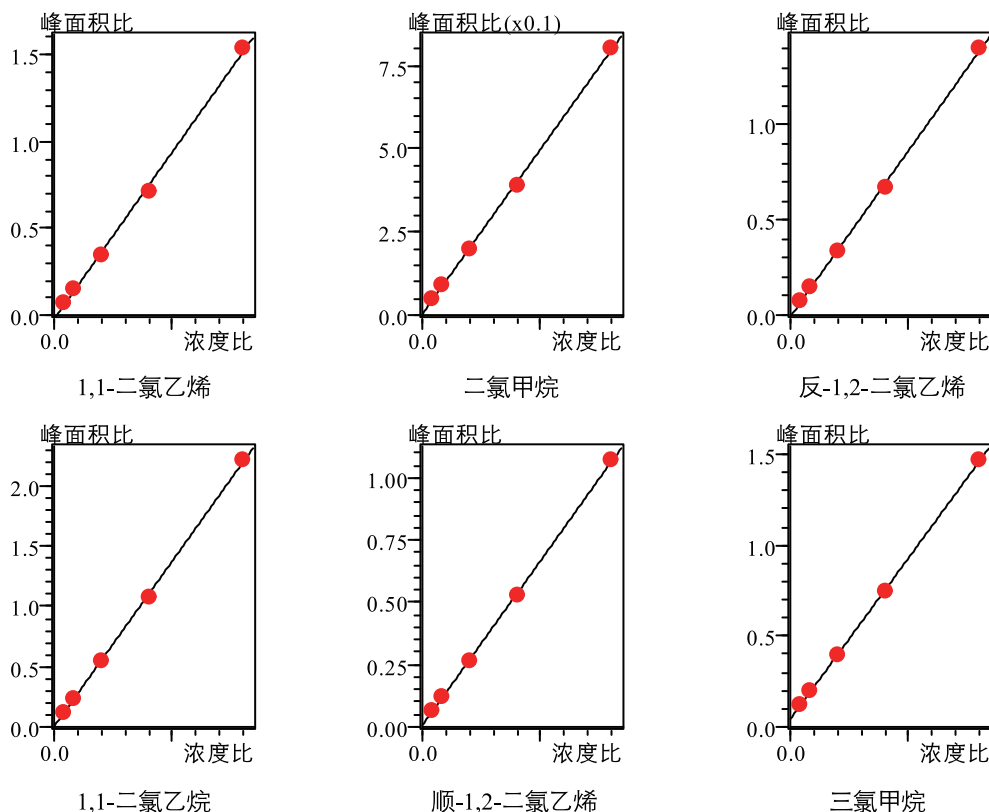 峰面积比
1.5
1.0
0.5
0.0
0.0
浓度比
1,1-二氯乙烯
峰面积比(x0.1)
7.5
5.0
2.5
0.0
0.0
浓度比
二氯甲烷
峰面积比
1.0
0.5
0.0
0.0
浓度比
反-1,2-二氯乙烯
峰面积比
2.0
1.5
1.0
0.5
0.0
0.0
浓度比
1,1-二氯乙烷
峰面积比
1.00
0.75
0.50
0.25
0.00
0.0
浓度比
顺-1,2-二氯乙烯
峰面积比
1.5
1.0
0.5
0.0
0.0
浓度比
三氯甲烷